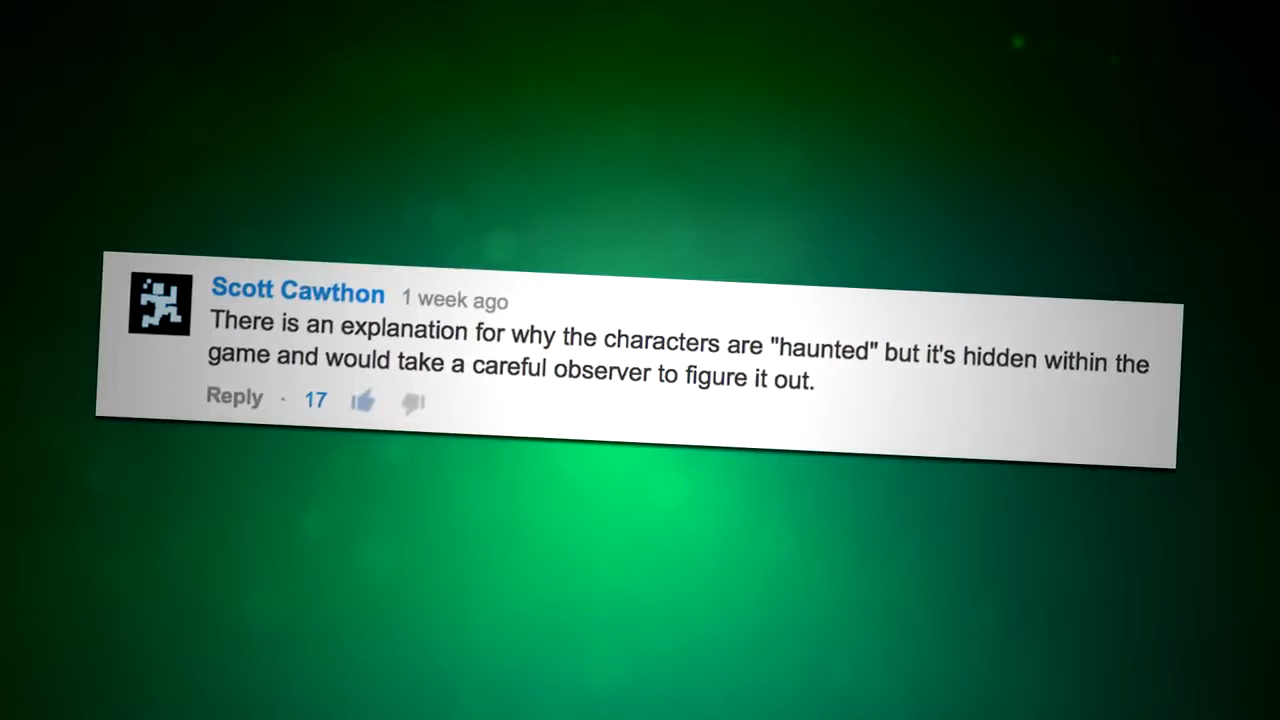 Scott Cawthon 1 week ago
There is an explanation for why the characters are "haunted" but it's hidden within the
game and would take a careful observer to figure it out.
Reply · 17